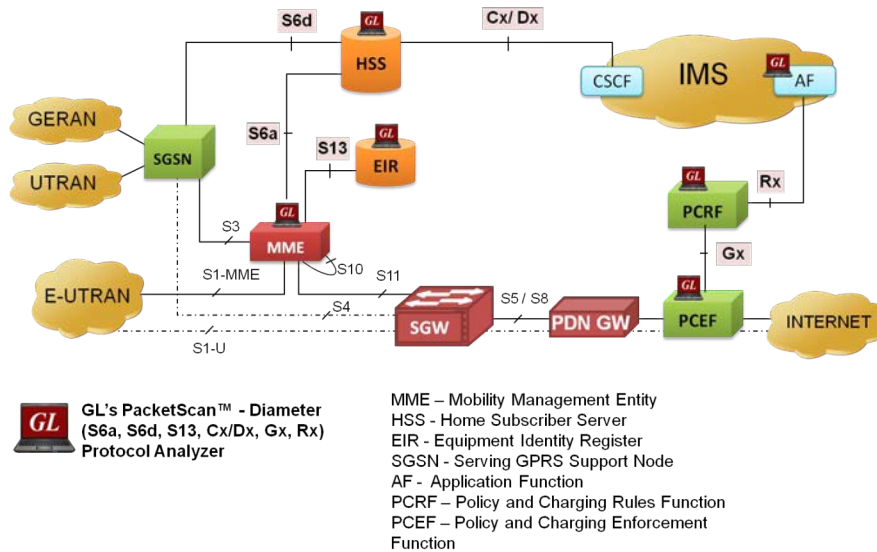 S6d
GL
HSS
Cx/ Dx
CSCF
IMS
GL
AF
GERAN
UTRAN
SGSN
S6a
S13
GL
EIR
GL
PCRF
Rx
S3
GL
MME
S10
Gx
S1-MME
S11
E-UTRAN
S4
S1-U
SGW
S5 / S8
PDN GW
GL
PCEF
INTERNET
GL
GL's PacketScan™ - Diameter
(S6a, S6d, S13, Cx/Dx, Gx, Rx)
Protocol Analyzer
MME – Mobility Management Entity
HSS - Home Subscriber Server
EIR - Equipment Identity Register
SGSN - Serving GPRS Support Node
AF - Application Function
PCRF – Policy and Charging Rules Function
PCEF – Policy and Charging Enforcement
Function